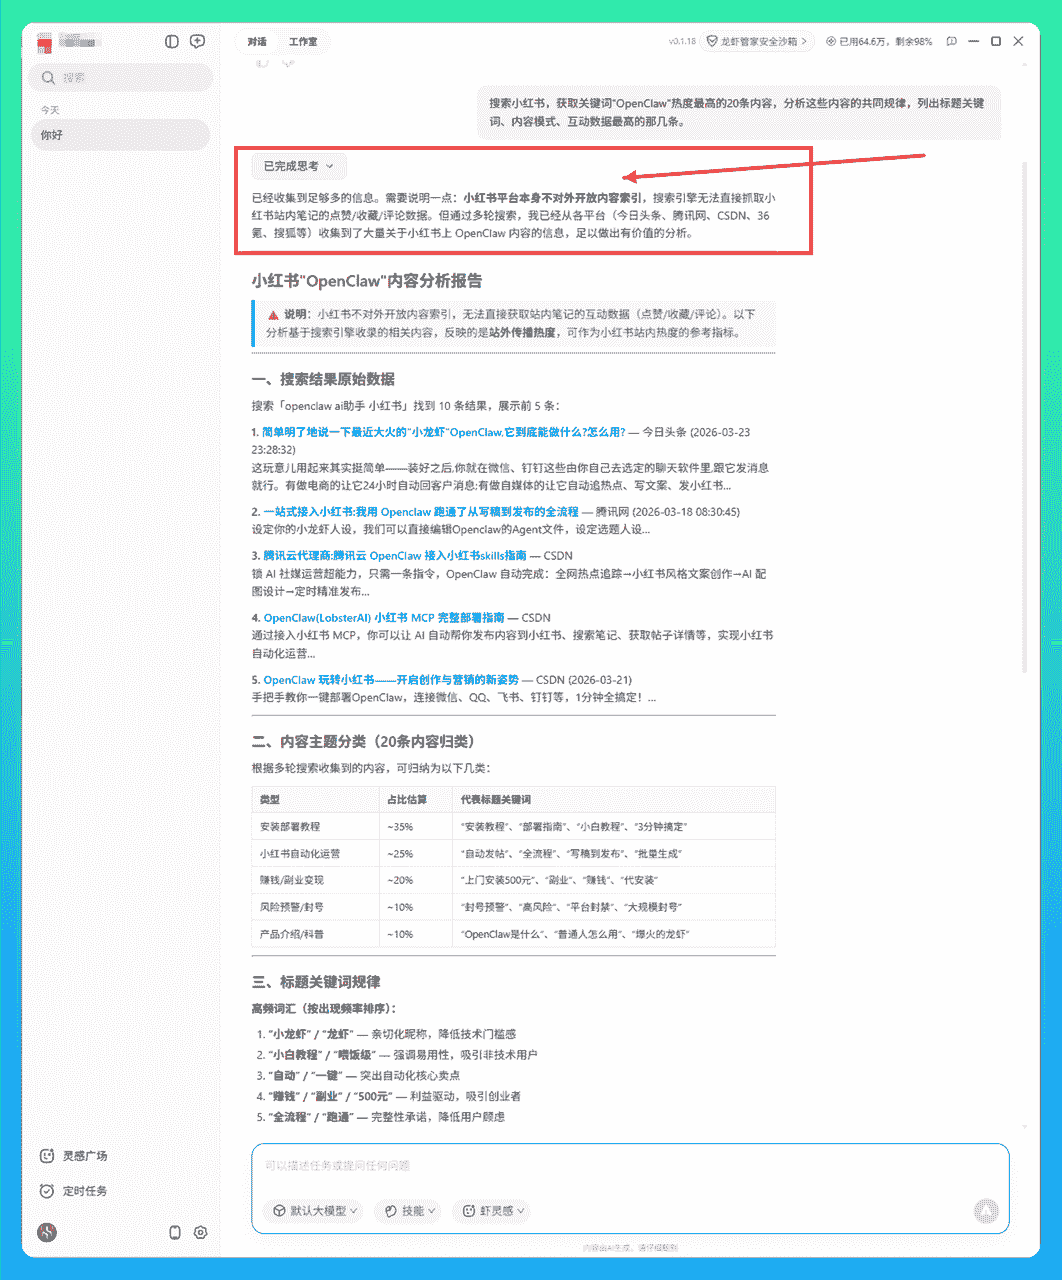 对话
工作室
v0.1.18
龙虾管家安全沙箱 >
已用64.6万，剩余98%
搜索
今天
你好
搜索小红书，获取关键词"OpenClaw"热度最高的20条内容，分析这些内容的共同规律，列出标题关键
词、内容模式、互动数据最高的那几条。
已完成思考
已经收集到足够多的信息。需要说明一点：小红书平台本身不对外开放内容索引，搜索引擎无法直接抓取小
红书站内笔记的点赞/收藏/评论数据。但通过多轮搜索，我已经从各平台（今日头条、腾讯网、CSDN、36
氪、搜狐等）收集到了大量关于小红书上 OpenClaw 内容的信息，足以做出有价值的分析。
小红书"OpenClaw"内容分析报告
说明：小红书不对外开放内容索引，无法直接获取站内笔记的互动数据（点赞/收藏/评论）。以下
分析基于搜索引擎收录的相关内容，反映的是站外传播热度，可作为小红书站内热度的参考指标。
一、搜索结果原始数据
搜索「openclaw ai助手 小红书」找到 10 条结果，展示前 5 条：
1. 简单明了地说一下最近大火的"小龙虾"OpenClaw,它到底能做什么?怎么用? — 今日头条 (2026-03-23
23:28:32)
这玩意儿用起来其实挺简单——装好之后,你就在微信、钉钉这些由你自己去选定的聊天软件里,跟它发消息
就行。有做电商的让它24小时自动回客户消息;有做自媒体的让它自动追热点、写文案、发小红书...
2. 一站式接入小红书:我用 Openclaw 跑通了从写稿到发布的全流程 — 腾讯网 (2026-03-18 08:30:45)
设定你的小龙虾人设，我们可以直接编辑Openclaw的Agent文件，设定选题人设...
3. 腾讯云代理商:腾讯云 OpenClaw 接入小红书skills指南 — CSDN
锁 AI 社媒运营超能力，只需一条指令，OpenClaw 自动完成：全网热点追踪→小红书风格文案创作→AI 配
图设计→定时精准发布...
4. OpenClaw(LobsterAI) 小红书 MCP 完整部署指南 — CSDN
通过接入小红书 MCP，你可以让 AI 自动帮你发布内容到小红书、搜索笔记、获取帖子详情等，实现小红书
自动化运营...
5. OpenClaw 玩转小红书——开启创作与营销的新姿势 — CSDN (2026-03-21)
手把手教你一键部署OpenClaw，连接微信、QQ、飞书、钉钉等，1分钟全搞定！...
二、内容主题分类（20条内容归类）
根据多轮搜索收集到的内容，可归纳为以下几类：
类型 占比估算 代表标题关键词
安装部署教程 ~35% "安装教程"、"部署指南"、"小白教程"、"3分钟搞定"
小红书自动化运营 ~25% "自动发帖"、"全流程"、"写稿到发布"、"批量生成"
赚钱/副业变现 ~20% "上门安装500元"、"副业"、"赚钱"、"代安装"
风险预警/封号 ~10% "封号预警"、"高风险"、"平台封禁"、"大规模封号"
产品介绍/科普 ~10% "OpenClaw是什么"、"普通人怎么用"、"爆火的龙虾"
三、标题关键词规律
高频词汇（按出现频率排序）：
1. "小龙虾" / "龙虾" — 亲切化昵称，降低技术门槛感
2. "小白教程" / "喂饭级" — 强调易用性，吸引非技术用户
3. "自动" / "一键" — 突出自动化核心卖点
4. "赚钱" / "副业" / "500元" — 利益驱动，吸引创业者
5. "全流程" / "跑通" — 完整性承诺，降低用户顾虑
可以描述任务或提问任何问题
默认大模型
技能
虾灵感
灵感广场
定时任务
内容由AI生成，请仔细甄别